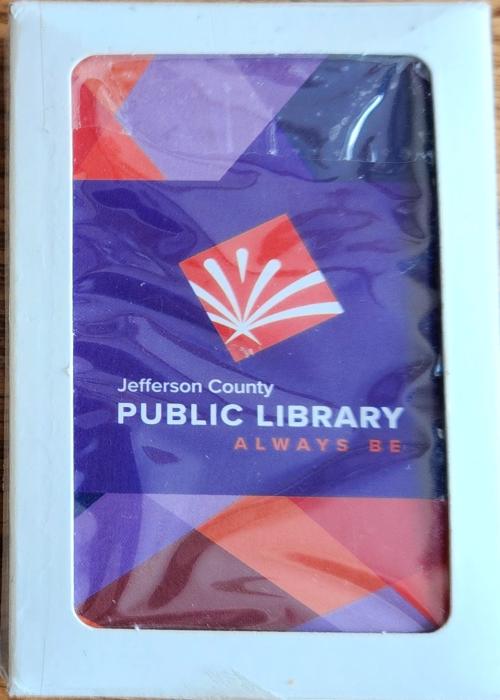 Jefferson County
PUBLIC LIBRARY
ALWAYS BE